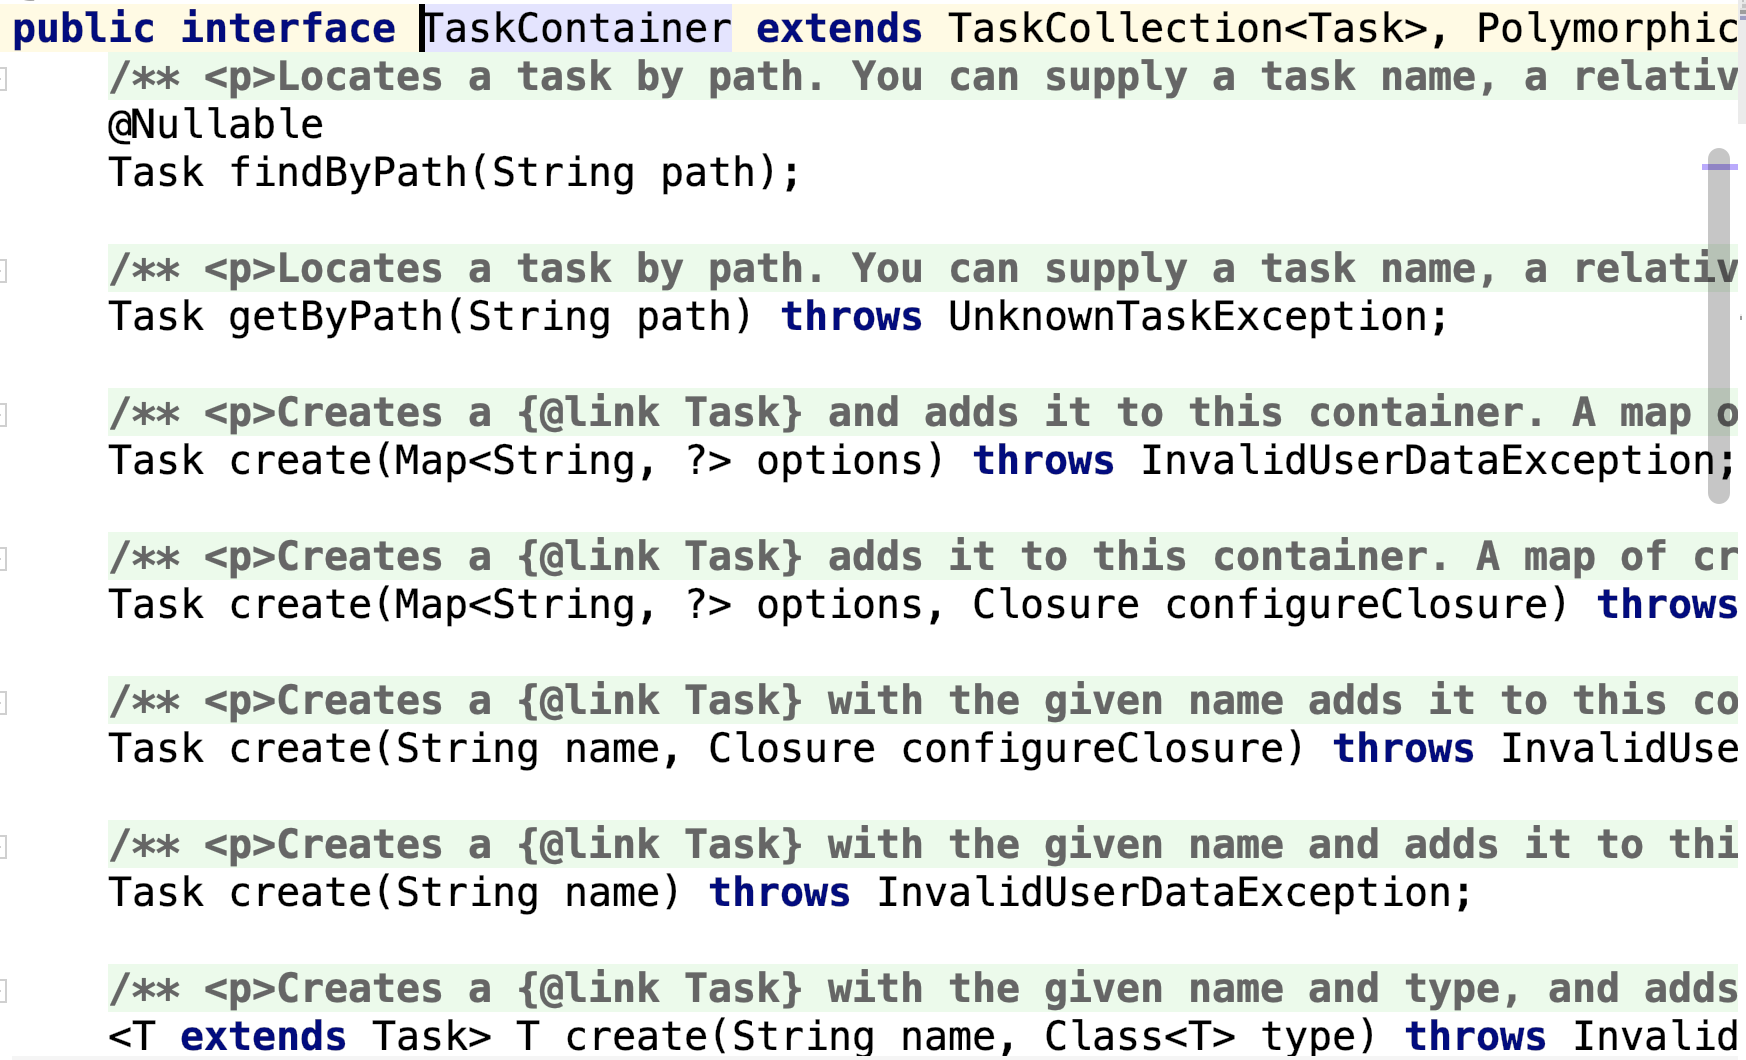 public interface TaskContainer extends TaskCollection<Task>, Polymorphic
/** <p>Locates a task by path. You can supply a task name, a relativ
@Nullable
Task findByPath(String path);
/** <p>Locates a task by path. You can supply a task name, a relativ
Task getByPath(String path) throws UnknownTaskException;
/** <p>Creates a {@link Task} and adds it to this container. A map o
Task create(Map<String, ?> options) throws InvalidUserDataException;
/** <p>Creates a {@link Task} adds it to this container. A map of cr
Task create(Map<String, ?> options, Closure configureClosure) throws
/** <p>Creates a {@link Task} with the given name adds it to this co
Task create(String name, Closure configureClosure) throws InvalidUse
/** <p>Creates a {@link Task} with the given name and adds it to thi
Task create(String name) throws InvalidUserDataException;
/** <p>Creates a {@link Task} with the given name and type, and adds
<T extends Task> T create(String name, Class<T> type) throws Invalid